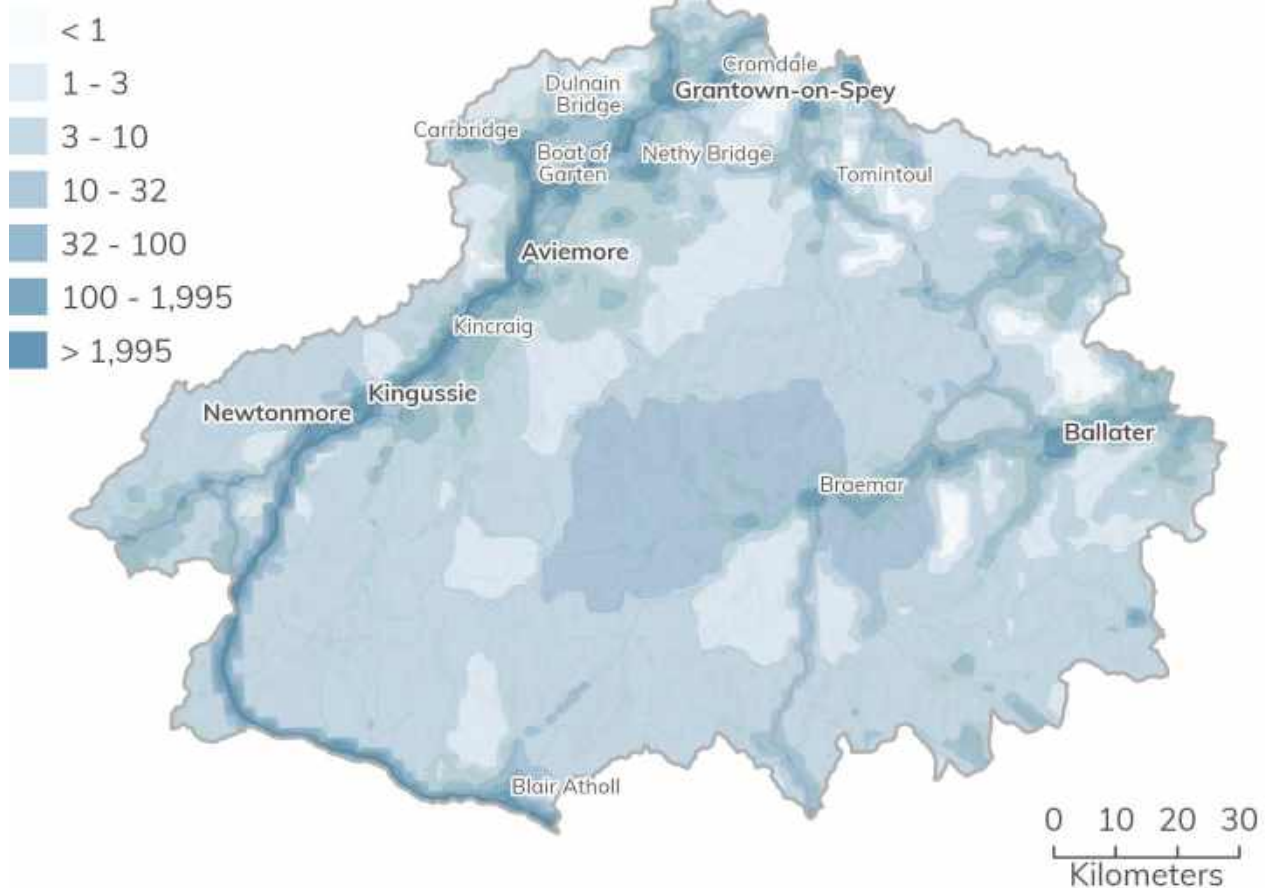 < 1
1 - 3
3 - 10
10 - 32
32 - 100
100 - 1,995
> 1,995
Cromdale
Dulnain
Bridge
Grantown-on-Spey
Carrbridge
Boat of
Garten
Nethy Bridge
Tomintoul
Aviemore
Kincraig
Kingussie
Newtonmore
Ballater
Braemar
Blair Atholl
0 10 20 30
Kilometers